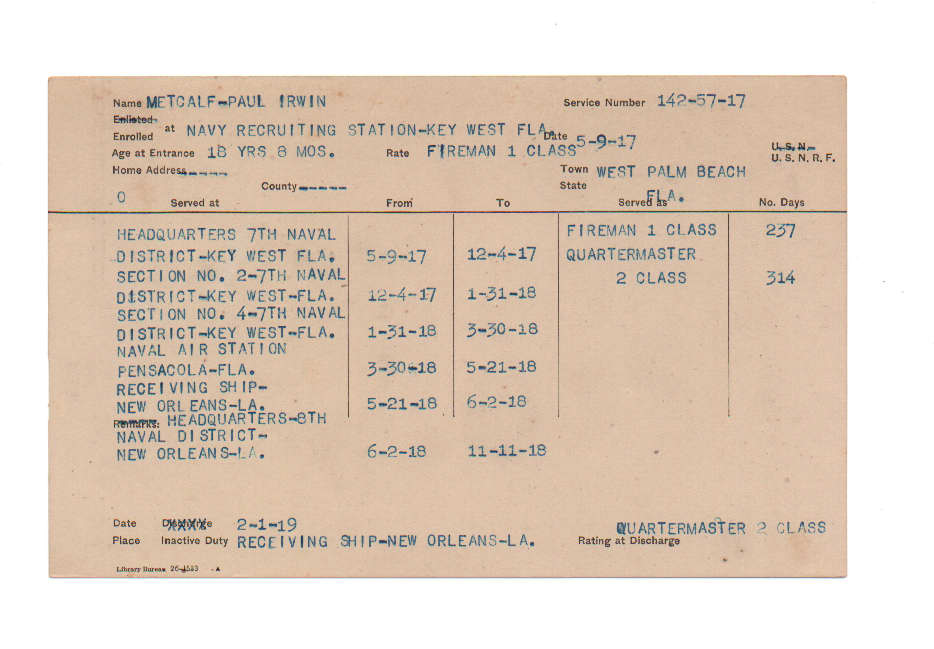 Name METCALF-PAUL IRWIN Service Number 142-57-17
Enlisted
Enrolled at NAVY RECRUITING STATION-KEY WEST FLA. Date 5-9-17
Age at Entrance 18 YRS 8 MOS. Rate FIREMAN 1 CLASS U. S. N.
U. S. N. R. F.
Home Address ---- Town WEST PALM BEACH
County ----- State FLA.
0 Served at From To Served as No. Days
HEADQUARTERS 7TH NAVAL FIREMAN 1 CLASS 237
DISTRICT-KEY WEST FLA. 5-9-17 12-4-17 QUARTERMASTER
SECTION NO. 2-7TH NAVAL 2 CLASS 314
DISTRICT-KEY WEST-FLA. 12-4-17 1-31-18
SECTION NO. 4-7TH NAVAL
DISTRICT-KEY WEST-FLA. 1-31-18 3-30-18
NAVAL AIR STATION
PENSACOLA-FLA. 3-30-18 5-21-18
RECEIVING SHIP-
NEW ORLEANS-LA. 5-21-18 6-2-18
Remarks: HEADQUARTERS-8TH
NAVAL DISTRICT-
NEW ORLEANS-LA. 6-2-18 11-11-18
Date Discharge 2-1-19 QUARTERMASTER 2 CLASS
Place Inactive Duty RECEIVING SHIP-NEW ORLEANS-LA. Rating at Discharge
Library Bureau 26-1583 -A